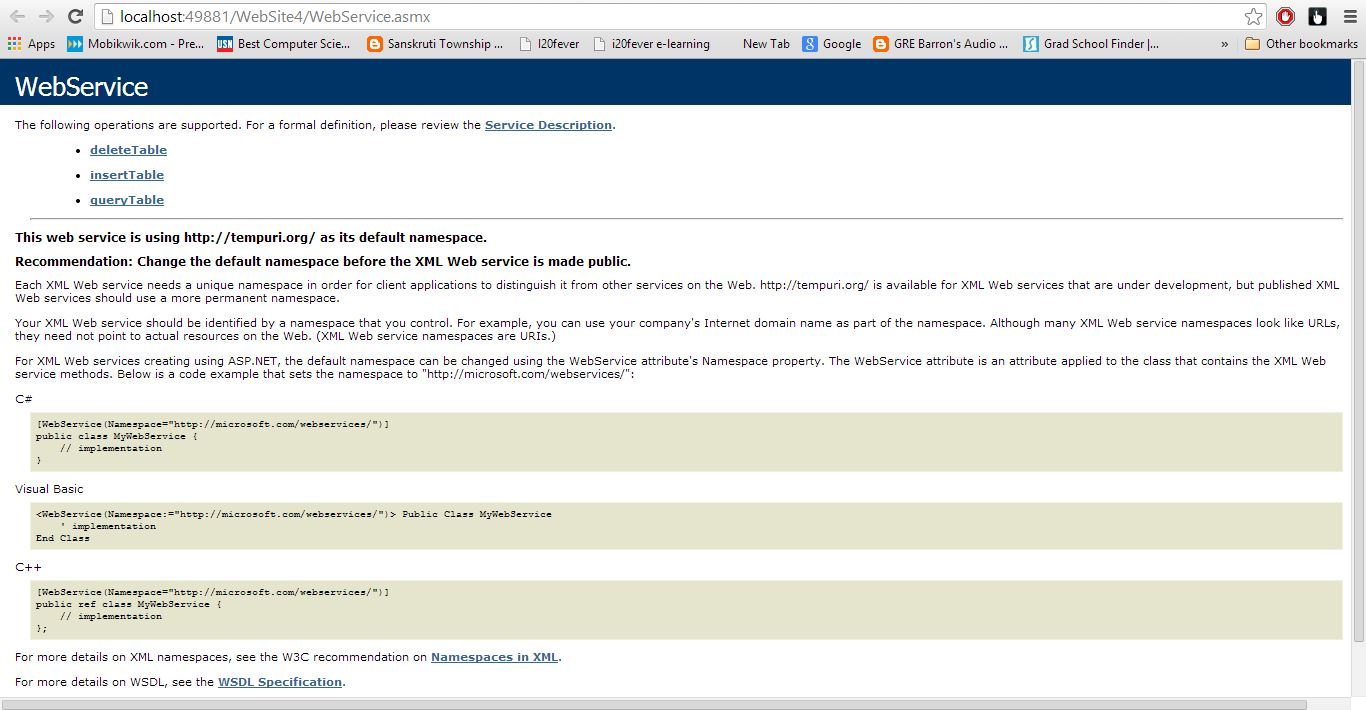 localhost:49881/WebSite4/WebService.asmx
Apps Mobikwik.com - Pre... USN Best Computer Scie... Sanskruti Township ... I20fever i20fever e-learning New Tab Google GRE Barron's Audio ... Grad School Finder |... » Other bookmarks
WebService
The following operations are supported. For a formal definition, please review the Service Description.
• deleteTable
• insertTable
• queryTable
This web service is using http://tempuri.org/ as its default namespace.
Recommendation: Change the default namespace before the XML Web service is made public.
Each XML Web service needs a unique namespace in order for client applications to distinguish it from other services on the Web. http://tempuri.org/ is available for XML Web services that are under development, but published XML
Web services should use a more permanent namespace.
Your XML Web service should be identified by a namespace that you control. For example, you can use your company's Internet domain name as part of the namespace. Although many XML Web service namespaces look like URLs,
they need not point to actual resources on the Web. (XML Web service namespaces are URIs.)
For XML Web services creating using ASP.NET, the default namespace can be changed using the WebService attribute's Namespace property. The WebService attribute is an attribute applied to the class that contains the XML Web
service methods. Below is a code example that sets the namespace to "http://microsoft.com/webservices/":
C#
[WebService(Namespace="http://microsoft.com/webservices/")]
public class MyWebService {
// implementation
}
Visual Basic
<WebService(Namespace:="http://microsoft.com/webservices/")> Public Class MyWebService
' implementation
End Class
C++
[WebService(Namespace="http://microsoft.com/webservices/")]
public ref class MyWebService {
// implementation
};
For more details on XML namespaces, see the W3C recommendation on Namespaces in XML.
For more details on WSDL, see the WSDL Specification.